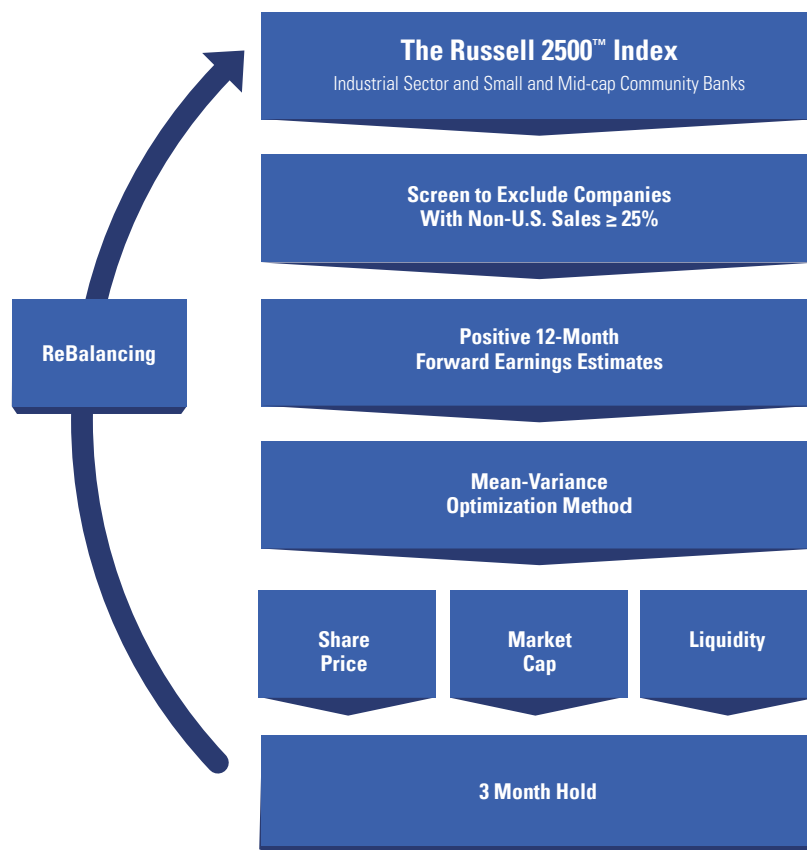 The Russell 2500™ Index
Industrial Sector and Small and Mid-cap Community Banks
Screen to Exclude Companies
With Non-U.S. Sales ≥ 25%
ReBalancing
Positive 12-Month
Forward Earnings Estimates
Mean-Variance
Optimization Method
Share
Price
Market
Cap
Liquidity
3 Month Hold